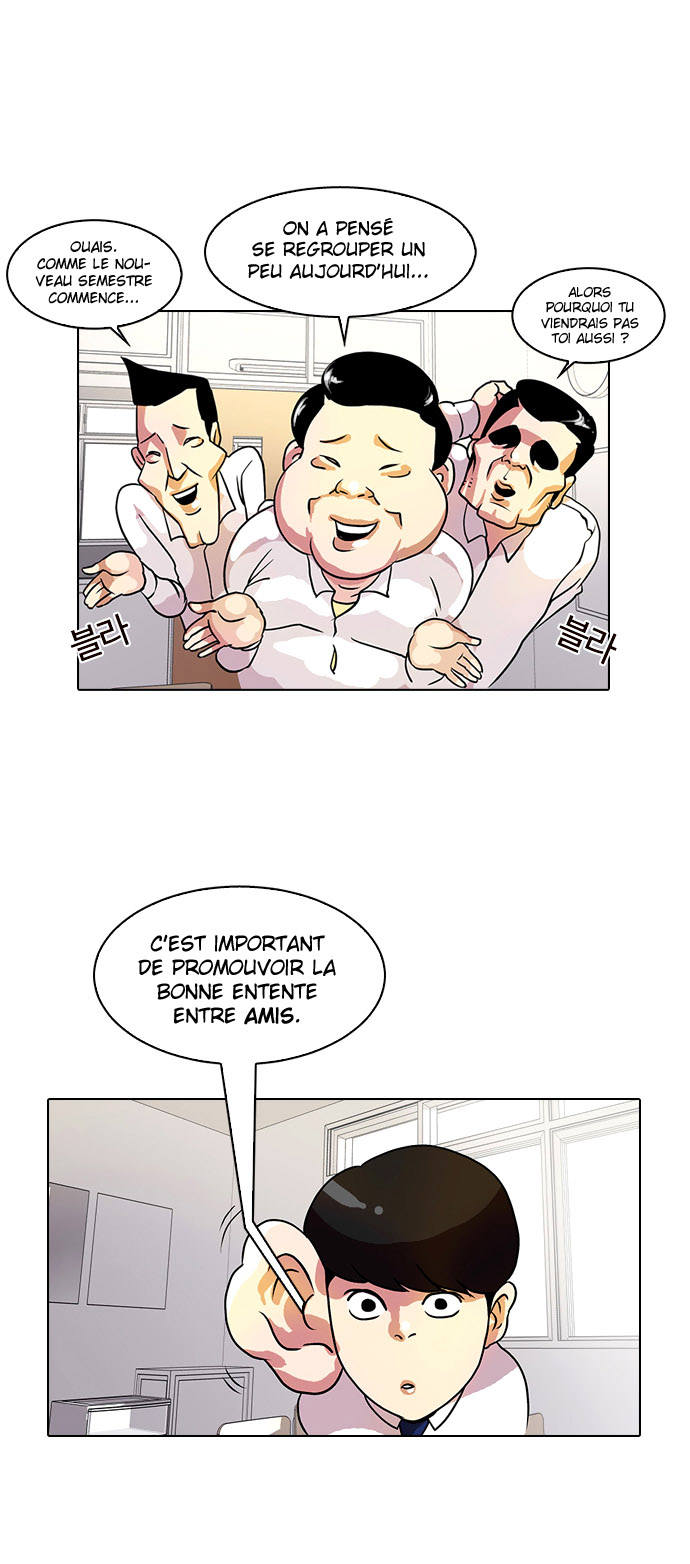 OUAIS.
COMME LE NOU-
VEAU SEMESTRE
COMMENCE...
ON A PENSÉ
SE REGROUPER UN
PEU AUJOURD'HUI...
ALORS
POURQUOI TU
VIENDRAIS PAS
TOI AUSSI ?
블라
블라
C'EST IMPORTANT
DE PROMOUVOIR LA
BONNE ENTENTE
ENTRE AMIS.